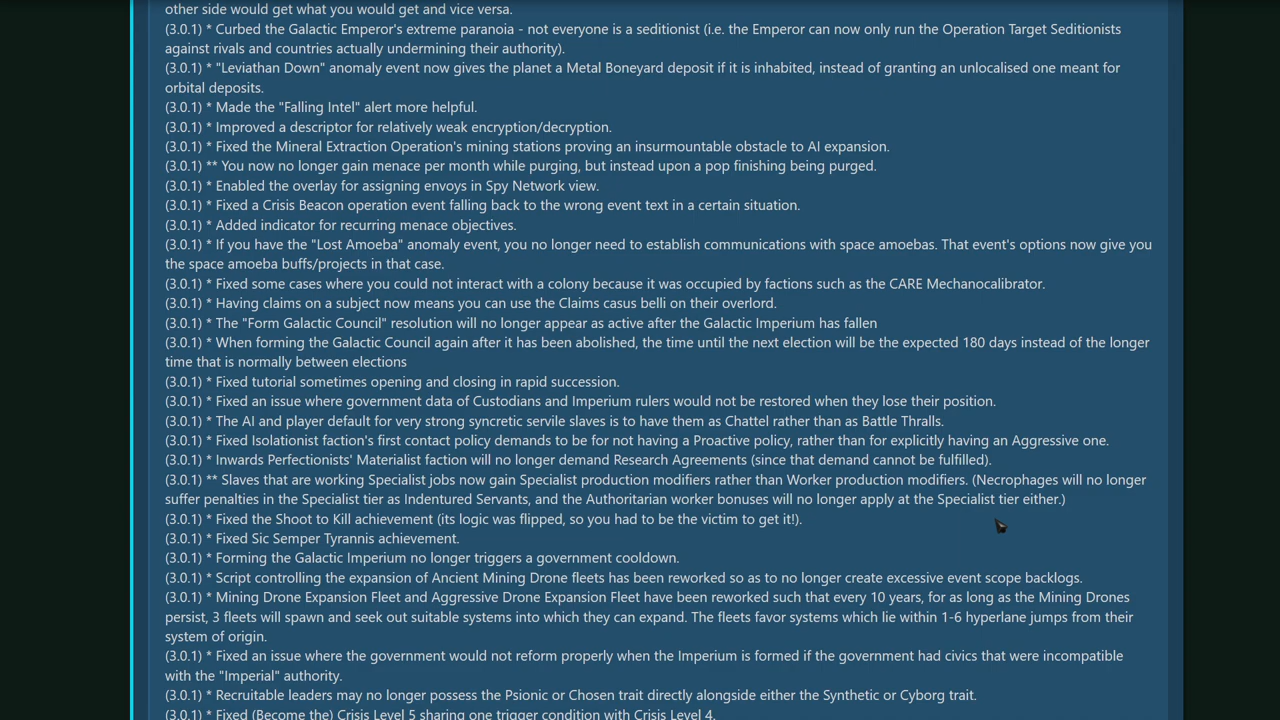 other side would get what you would get and vice versa.
(3.0.1) * Curbed the Galactic Emperor's extreme paranoia - not everyone is a seditionist (i.e. the Emperor can now only run the Operation Target Seditionists
against rivals and countries actually undermining their authority).
(3.0.1) * "Leviathan Down" anomaly event now gives the planet a Metal Boneyard deposit if it is inhabited, instead of granting an unlocalised one meant for
orbital deposits.
(3.0.1) * Made the "Falling Intel" alert more helpful.
(3.0.1) * Improved a descriptor for relatively weak encryption/decryption.
(3.0.1) * Fixed the Mineral Extraction Operation's mining stations proving an insurmountable obstacle to AI expansion.
(3.0.1) ** You now no longer gain menace per month while purging, but instead upon a pop finishing being purged.
(3.0.1) * Enabled the overlay for assigning envoys in Spy Network view.
(3.0.1) * Fixed a Crisis Beacon operation event falling back to the wrong event text in a certain situation.
(3.0.1) * Added indicator for recurring menace objectives.
(3.0.1) * If you have the "Lost Amoeba" anomaly event, you no longer need to establish communications with space amoebas. That event's options now give you
the space amoeba buffs/projects in that case.
(3.0.1) * Fixed some cases where you could not interact with a colony because it was occupied by factions such as the CARE Mechanocalibrator.
(3.0.1) * Having claims on a subject now means you can use the Claims casus belli on their overlord.
(3.0.1) * The "Form Galactic Council" resolution will no longer appear as active after the Galactic Imperium has fallen
(3.0.1) * When forming the Galactic Council again after it has been abolished, the time until the next election will be the expected 180 days instead of the longer
time that is normally between elections
(3.0.1) * Fixed tutorial sometimes opening and closing in rapid succession.
(3.0.1) * Fixed an issue where government data of Custodians and Imperium rulers would not be restored when they lose their position.
(3.0.1) * The AI and player default for very strong syncretic servile slaves is to have them as Chattel rather than as Battle Thralls.
(3.0.1) * Fixed Isolationist faction's first contact policy demands to be for not having a Proactive policy, rather than for explicitly having an Aggressive one.
(3.0.1) * Inwards Perfectionists' Materialist faction will no longer demand Research Agreements (since that demand cannot be fulfilled).
(3.0.1) ** Slaves that are working Specialist jobs now gain Specialist production modifiers rather than Worker production modifiers. (Necrophages will no longer
suffer penalties in the Specialist tier as Indentured Servants, and the Authoritarian worker bonuses will no longer apply at the Specialist tier either.)
(3.0.1) * Fixed the Shoot to Kill achievement (its logic was flipped, so you had to be the victim to get it!).
(3.0.1) * Fixed Sic Semper Tyrannis achievement.
(3.0.1) * Forming the Galactic Imperium no longer triggers a government cooldown.
(3.0.1) * Script controlling the expansion of Ancient Mining Drone fleets has been reworked so as to no longer create excessive event scope backlogs.
(3.0.1) * Mining Drone Expansion Fleet and Aggressive Drone Expansion Fleet have been reworked such that every 10 years, for as long as the Mining Drones
persist, 3 fleets will spawn and seek out suitable systems into which they can expand. The fleets favor systems which lie within 1-6 hyperlane jumps from their
system of origin.
(3.0.1) * Fixed an issue where the government would not reform properly when the Imperium is formed if the government had civics that were incompatible
with the "Imperial" authority.
(3.0.1) * Recruitable leaders may no longer possess the Psionic or Chosen trait directly alongside either the Synthetic or Cyborg trait.
(3.0.1) * Fixed (Become the) Crisis Level 5 sharing one trigger condition with Crisis Level 4.